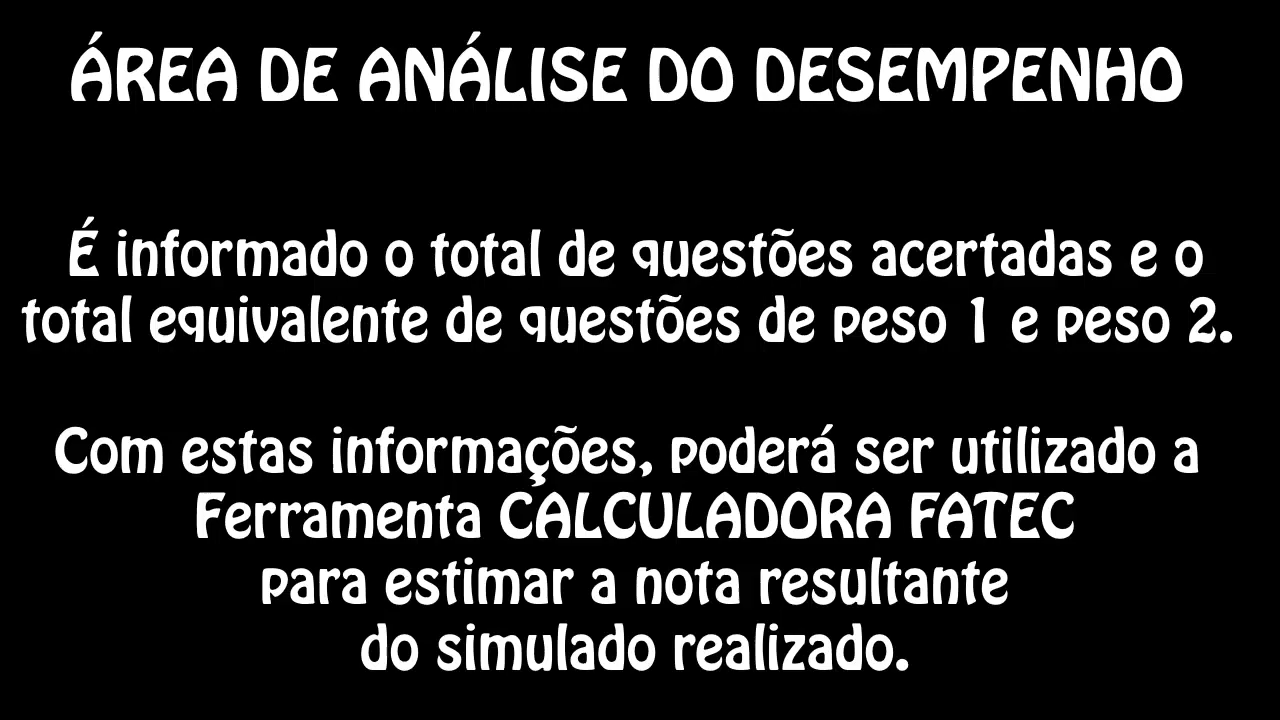 ÁREA DE ANÁLISE DO DESEMPENHO
É informado o total de questões acertadas e o
total equivalente de questões de peso 1 e peso 2.
Com estas informações, poderá ser utilizado a
Ferramenta CALCULADORA FATEC
para estimar a nota resultante
do simulado realizado.